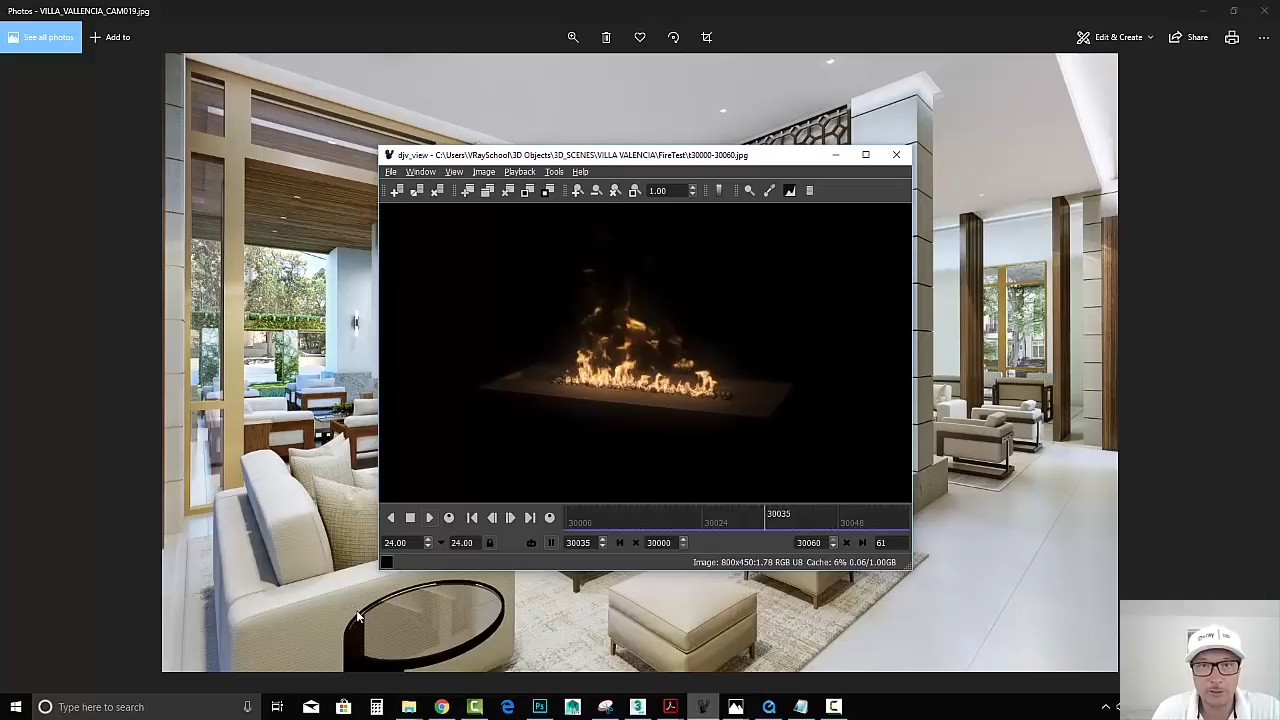 Photos - VILLA_VALLENCIA_CAM019.jpg
See all photos
Add to
Edit & Create
Share
djv_view - C:\Users\VRaySchool\3D Objects\3D_SCENES\VILLA VALENCIA\FireTest\t30000-30060.jpg
File Window View Image Playback Tools Help
1.00
30000 30024 30035 30048
24.00 24.00 30035 30000 30060 61
Image: 800x450:1.78 RGB U8 Cache: 6% 0.06/1.00GB
Type here to search